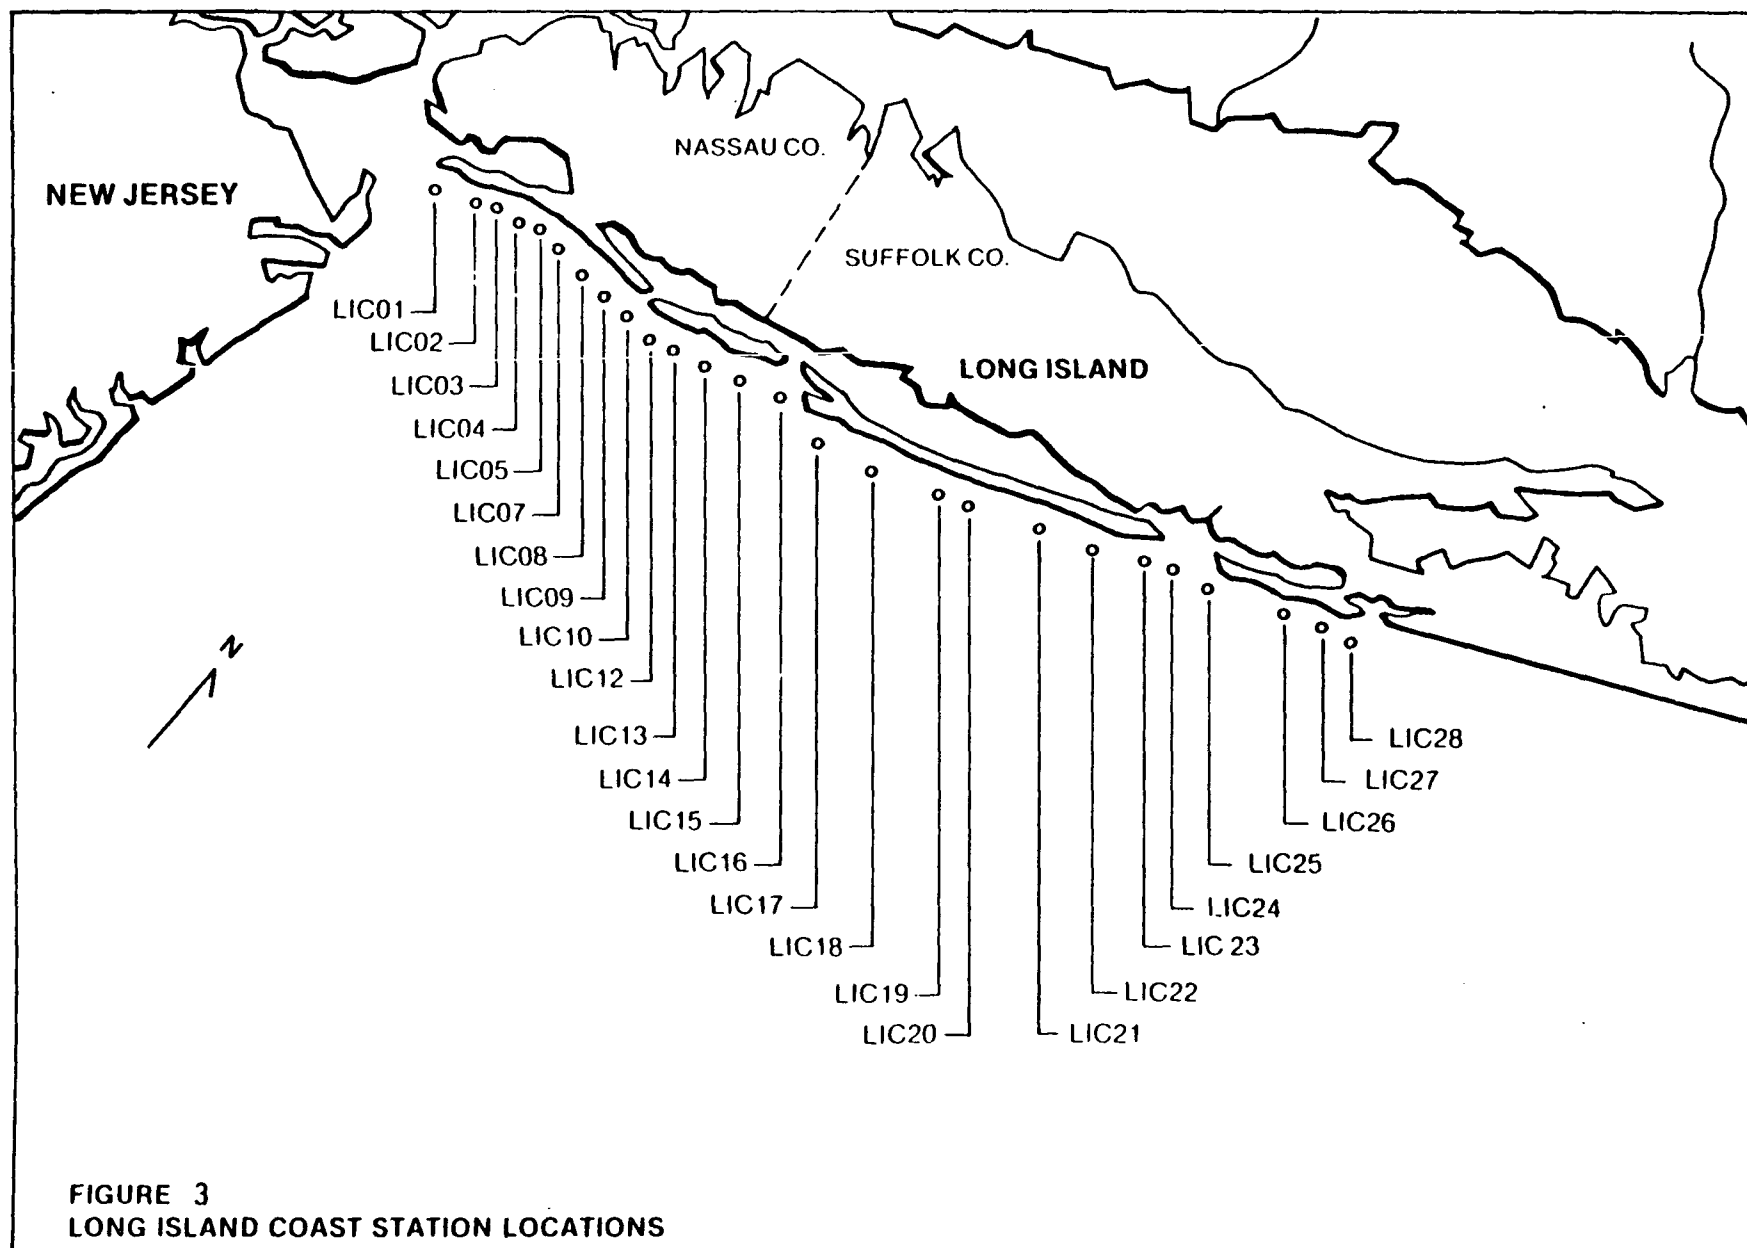 NASSAU CO.
NEW JERSEY
SUFFOLK CO.
LIC01
LIC02
LONG ISLAND
LIC03
LIC04
LIC05
LIC07
LIC08
LIC09
LIC10
N
LIC12
LIC13
LIC28
LIC14
LIC27
LIC15
LIC26
LIC16
LIC25
LIC17
LIC24
LIC18
LIC 23
LIC19
LIC22
LIC20
LIC21
FIGURE 3
LONG ISLAND COAST STATION LOCATIONS